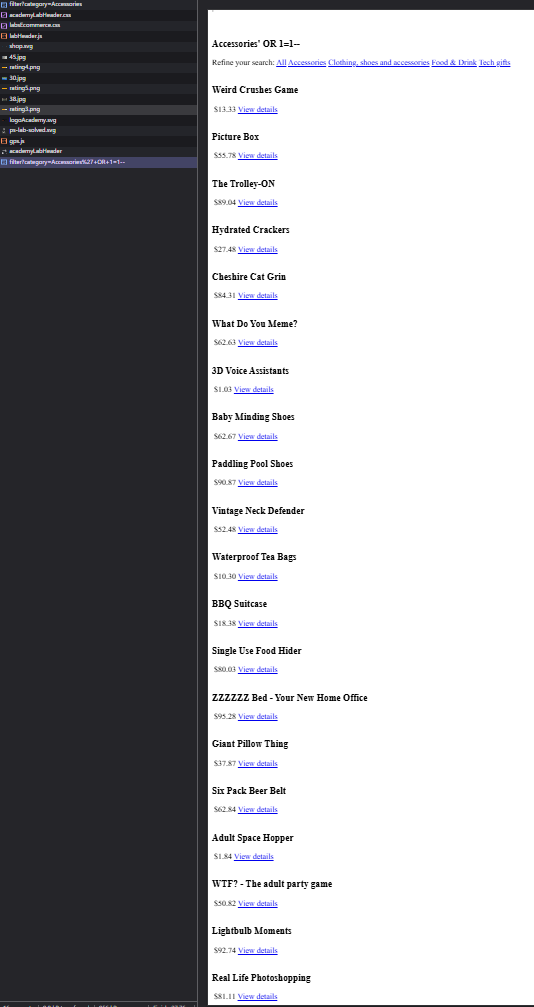 filter?category=Accessories
academyLabHeader.css
labsEcommerce.css
labHeader.js
shop.svg
45.jpg
rating4.png
30.jpg
rating5.png
38.jpg
rating3.png
logoAcademy.svg
ps-lab-solved.svg
gps.js
academyLabHeader
filter?category=Accessories%27+OR+1=1--
Accessories' OR 1=1--
Refine your search: All Accessories Clothing, shoes and accessories Food & Drink Tech gifts
Weird Crushes Game
$13.33 View details
Picture Box
$55.78 View details
The Trolley-ON
$89.04 View details
Hydrated Crackers
$27.48 View details
Cheshire Cat Grin
$84.31 View details
What Do You Meme?
$62.63 View details
3D Voice Assistants
$1.03 View details
Baby Minding Shoes
$62.67 View details
Paddling Pool Shoes
$90.87 View details
Vintage Neck Defender
$52.48 View details
Waterproof Tea Bags
$10.30 View details
BBQ Suitcase
$18.38 View details
Single Use Food Hider
$80.03 View details
ZZZZZZ Bed - Your New Home Office
$95.28 View details
Giant Pillow Thing
$37.87 View details
Six Pack Beer Belt
$62.84 View details
Adult Space Hopper
$1.84 View details
WTF? - The adult party game
$50.82 View details
Lightbulb Moments
$92.74 View details
Real Life Photoshopping
$81.11 View details